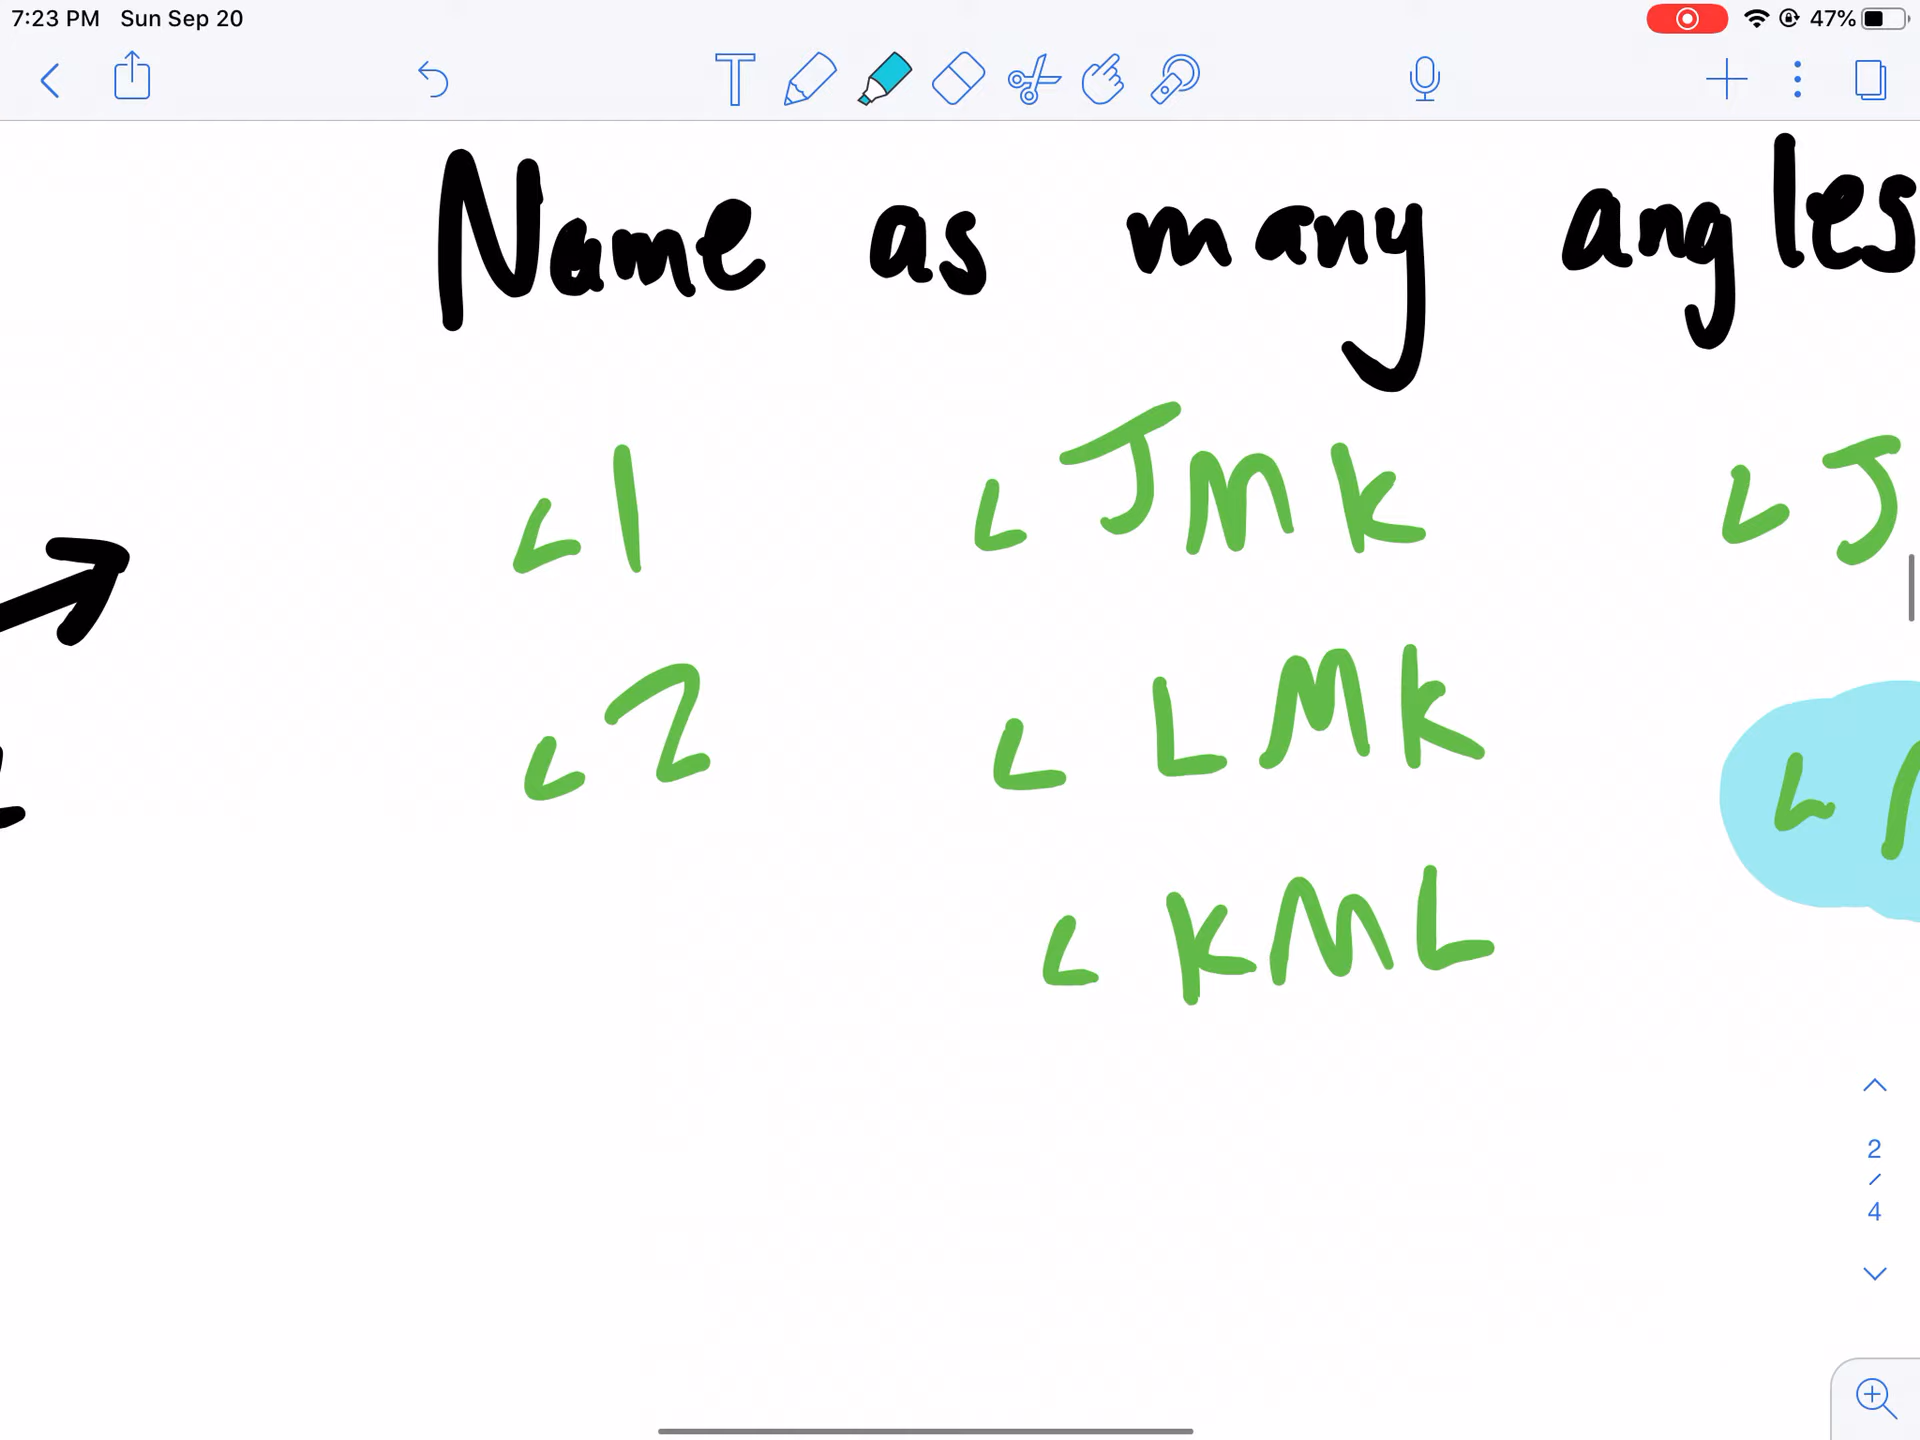 7:23 PM Sun Sep 20 47%
Name as many angles
<1 <JMK <J
<2 <LMK <
<KML
2
/
4